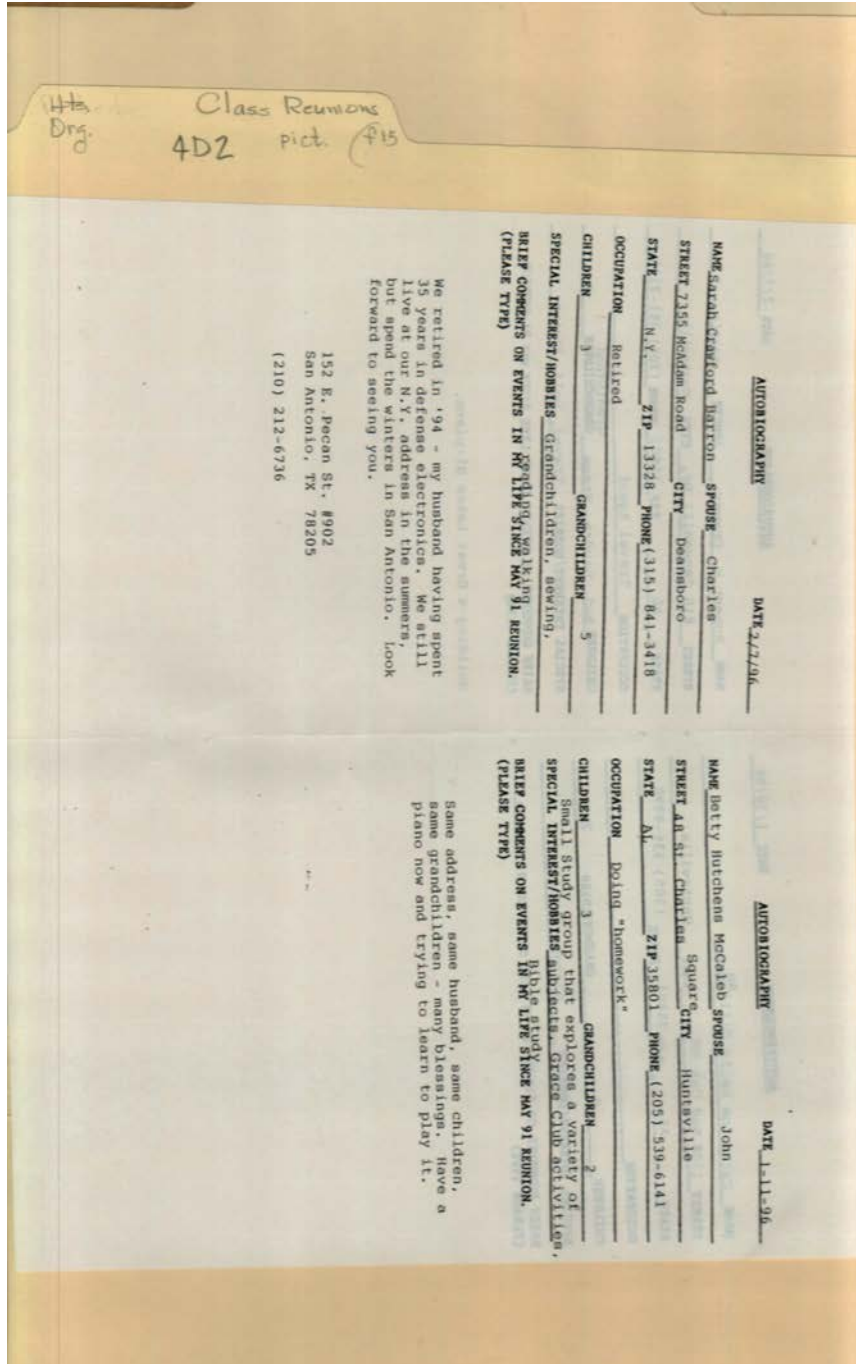 Hts. Class Reunions
Org. 4D2 pict.
AUTOBIOGRAPHY DATE 2/7/96
NAME Sarah Crawford Barron SPOUSE Charles
STREET 7355 McAdam Road CITY Deansboro
STATE N.Y. ZIP 13328 PHONE (315) 841-3418
OCCUPATION Retired
CHILDREN 3 GRANDCHILDREN 5
SPECIAL INTEREST/HOBBIES Grandchildren, sewing,
reading, walking
BRIEF COMMENTS ON EVENTS IN MY LIFE SINCE MAY 91 REUNION.
(PLEASE TYPE)
We retired in '94 - my husband having spent
35 years in defense electronics. We still
live at our N.Y. address in the summers,
but spend the winters in San Antonio. Look
forward to seeing you.
152 E. Pecan St. #902
San Antonio, TX 78205
(210) 212-6736
AUTOBIOGRAPHY DATE 1-11-96
NAME Betty Hutchens McCaleb SPOUSE John
STREET 48 St. Charles Square CITY Huntsville
STATE AL ZIP 35801 PHONE (205) 539-6141
OCCUPATION Doing "homework"
CHILDREN 3 GRANDCHILDREN 2
Small Study group that explores a variety of
SPECIAL INTEREST/HOBBIES subjects, Grace Club activities,
Bible study
BRIEF COMMENTS ON EVENTS IN MY LIFE SINCE MAY 91 REUNION.
(PLEASE TYPE)
Same address, same husband, same children,
same grandchildren - many blessings. Have a
piano now and trying to learn to play it.